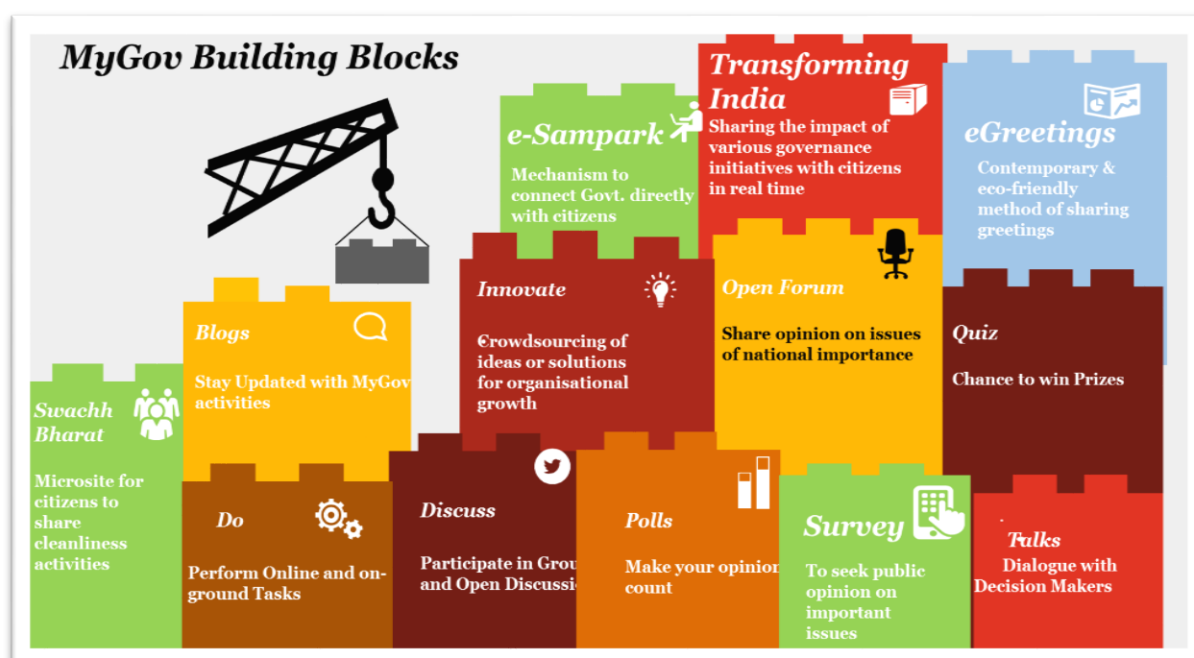 MyGov Building Blocks
e-Sampark
Mechanism to
connect Govt. directly
with citizens
Transforming
India
Sharing the impact of
various governance
initiatives with citizens
in real time
eGreetings
Contemporary &
eco-friendly
method of sharing
greetings
Blogs
Stay Updated with MyGov
activities
Innovate
Crowdsourcing of
ideas or solutions
for organisational
growth
Open Forum
Share opinion on issues
of national importance
Quiz
Chance to win Prizes
Swachh
Bharat
Microsite for
citizens to
share
cleanliness
activities
Do
Perform Online and on-
ground Tasks
Discuss
Participate in Grou
and Open Discussi
Polls
Make your opinion
count
Survey
To seek public
opinion on
important
issues
Talks
Dialogue with
Decision Makers